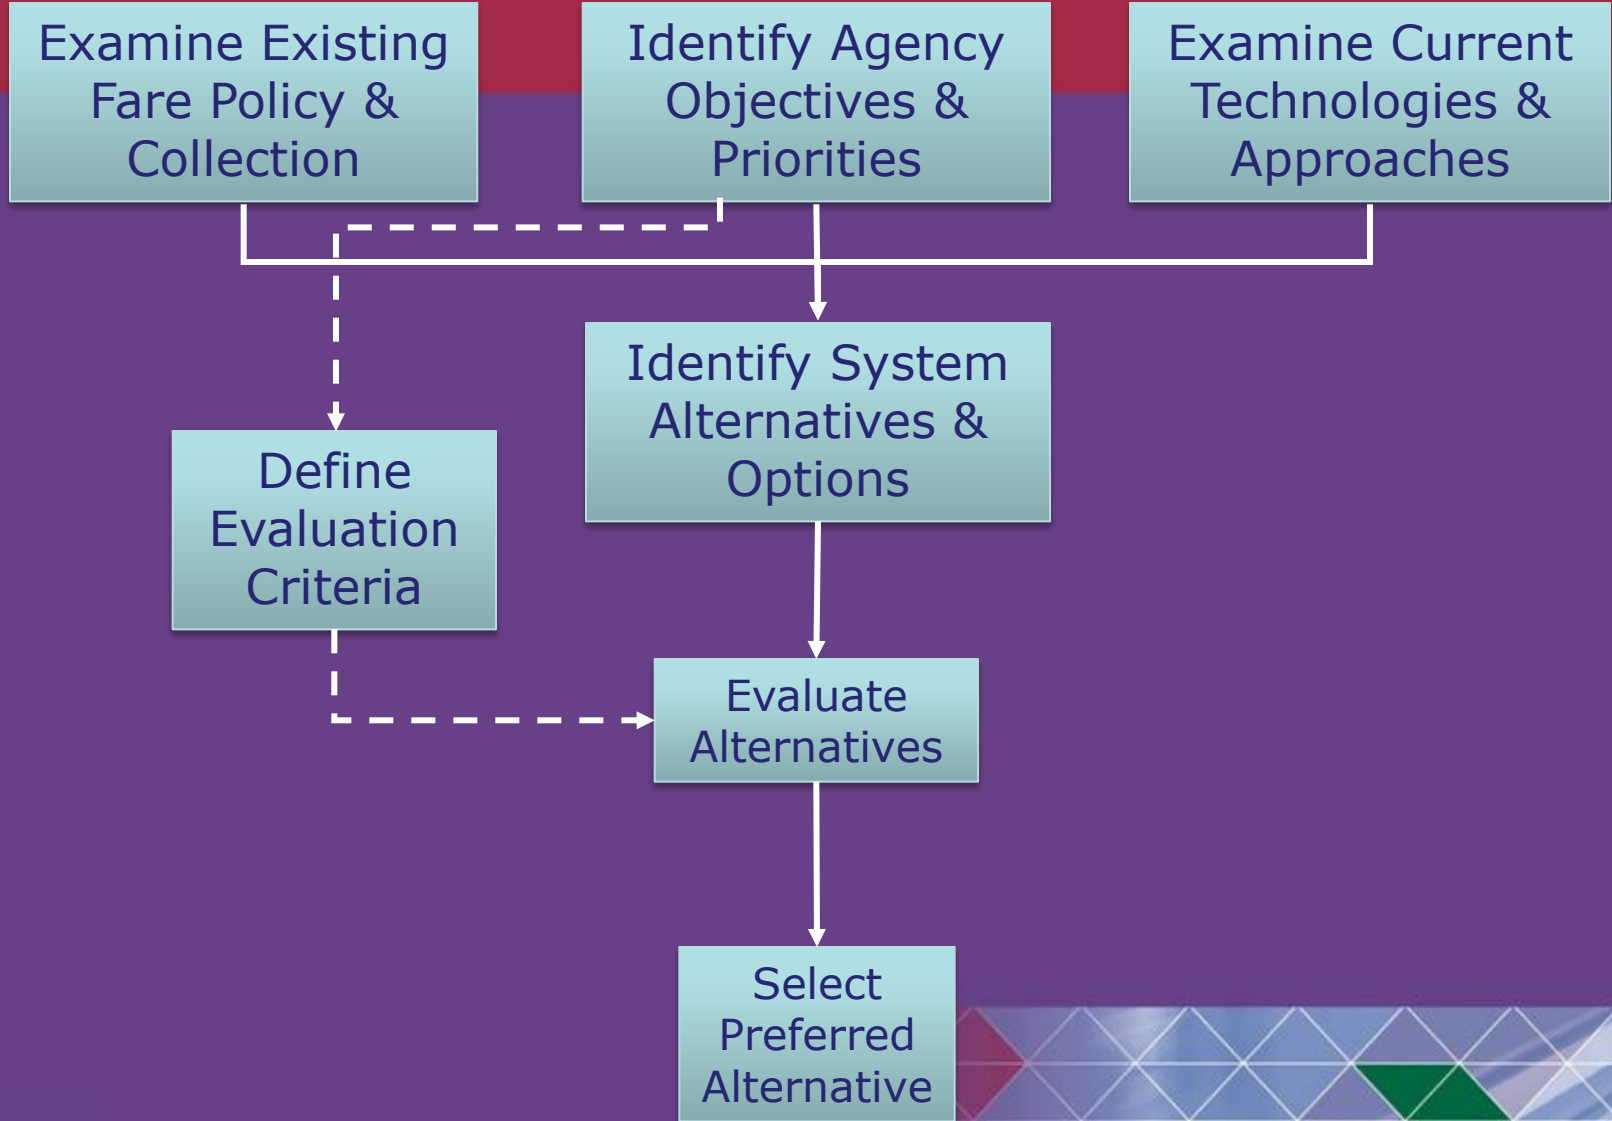 Examine Existing
Fare Policy &
Collection
Identify Agency
Objectives &
Priorities
Examine Current
Technologies &
Approaches
Identify System
Alternatives &
Options
Define
Evaluation
Criteria
Evaluate
Alternatives
Select
Preferred
Alternative